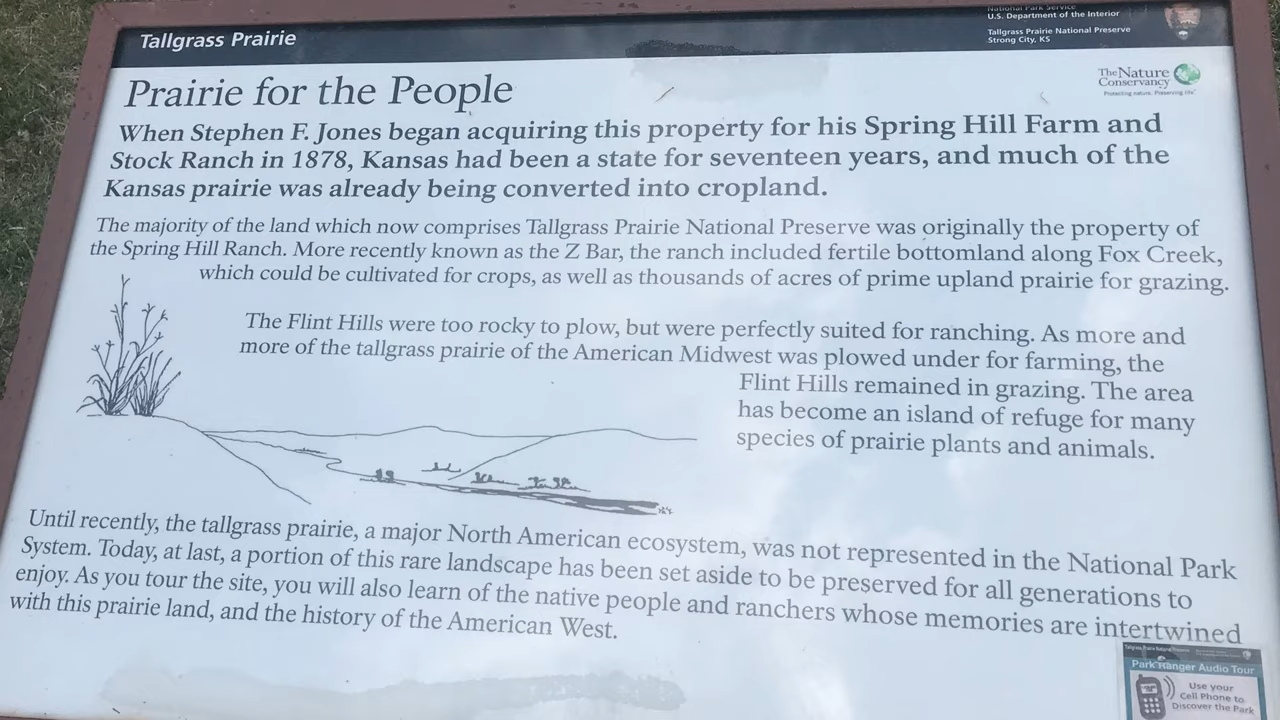 Tallgrass Prairie
National Park Service
U.S. Department of the Interior
Tallgrass Prairie National Preserve
Strong City, KS
The Nature
Conservancy
Protecting nature. Preserving life.
Prairie for the People
When Stephen F. Jones began acquiring this property for his Spring Hill Farm and
Stock Ranch in 1878, Kansas had been a state for seventeen years, and much of the
Kansas prairie was already being converted into cropland.
The majority of the land which now comprises Tallgrass Prairie National Preserve was originally the property of
the Spring Hill Ranch. More recently known as the Z Bar, the ranch included fertile bottomland along Fox Creek,
which could be cultivated for crops, as well as thousands of acres of prime upland prairie for grazing.
The Flint Hills were too rocky to plow, but were perfectly suited for ranching. As more and
more of the tallgrass prairie of the American Midwest was plowed under for farming, the
Flint Hills remained in grazing. The area
has become an island of refuge for many
species of prairie plants and animals.
Until recently, the tallgrass prairie, a major North American ecosystem, was not represented in the National Park
System. Today, at last, a portion of this rare landscape has been set aside to be preserved for all generations to
enjoy. As you tour the site, you will also learn of the native people and ranchers whose memories are intertwined
with this prairie land, and the history of the American West.
Tallgrass Prairie National Preserve
Park Ranger Audio Tour
Use your
Cell Phone to
Discover the Park